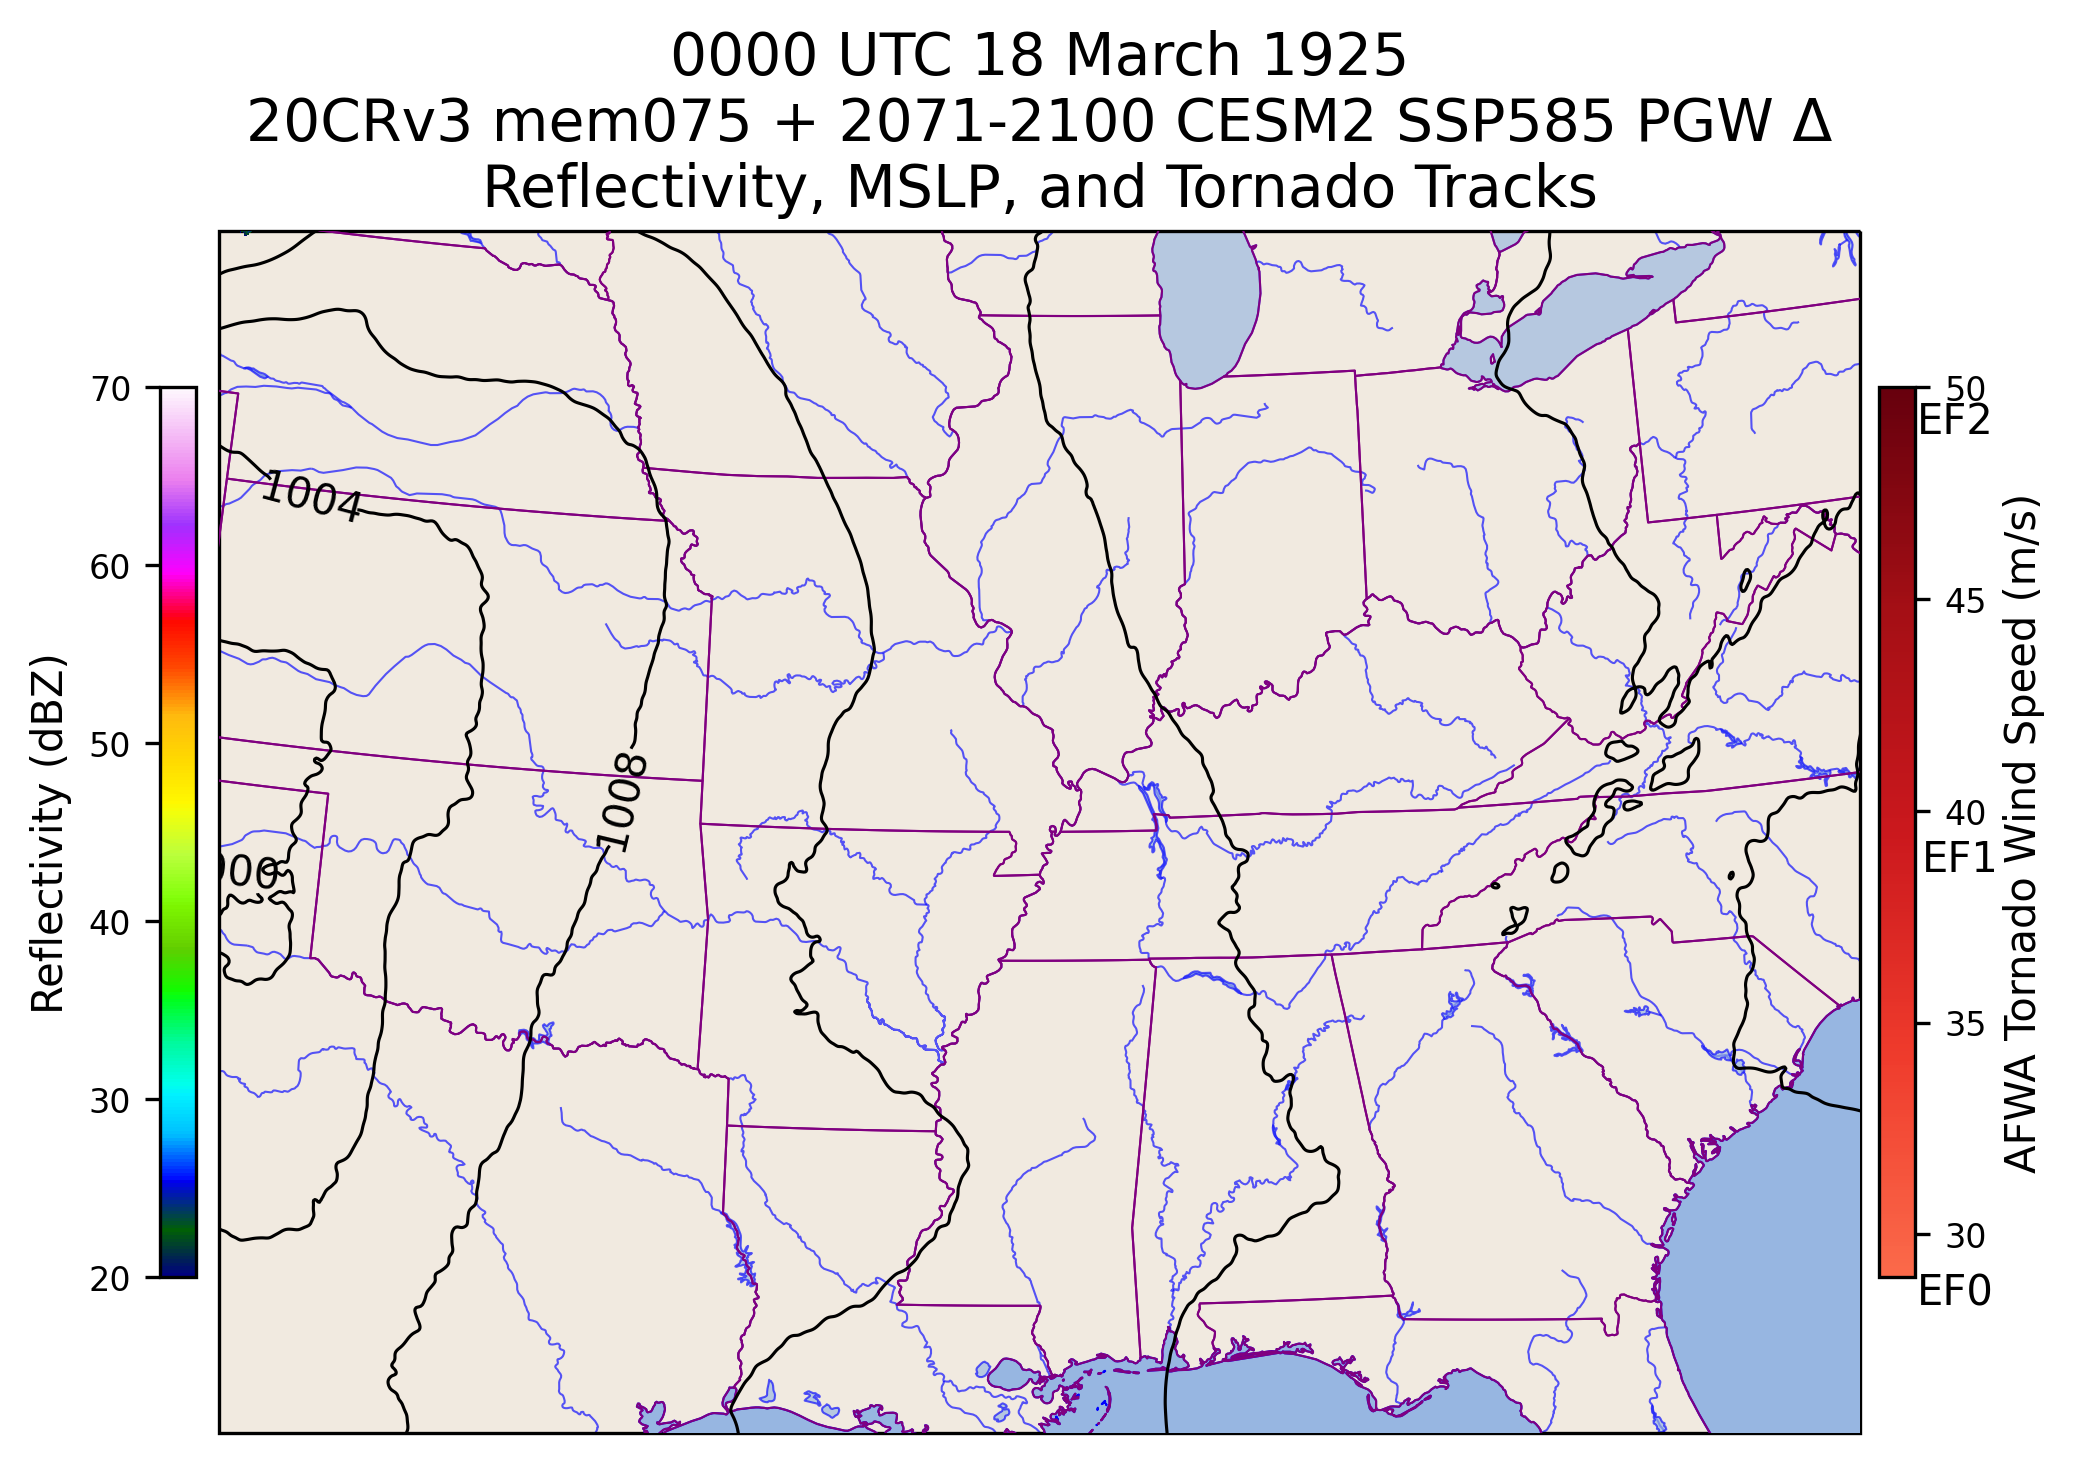 0000 UTC 18 March 1925
20CRv3 mem075 + 2071-2100 CESM2 SSP585 PGW Δ
Reflectivity, MSLP, and Tornado Tracks
70
60
50
40
30
20
Reflectivity (dBZ)
1004
1008
00
50
EF2
45
40
EF1
35
30
EF0
AFWA Tornado Wind Speed (m/s)